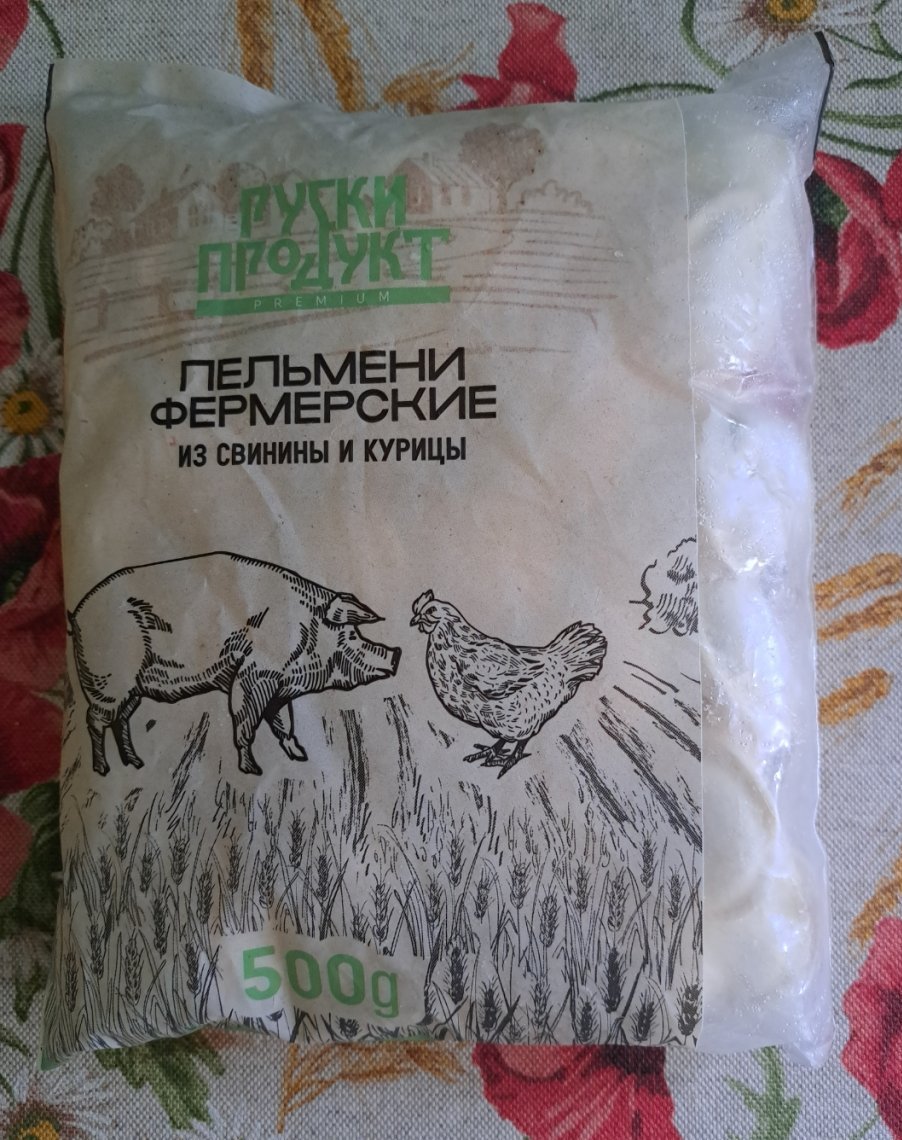 РУСКИ
ПРОДУКТ
PREMIUM
ПЕЛЬМЕНИ
ФЕРМЕРСКИЕ
ИЗ СВИНИНЫ И КУРИЦЫ
500g